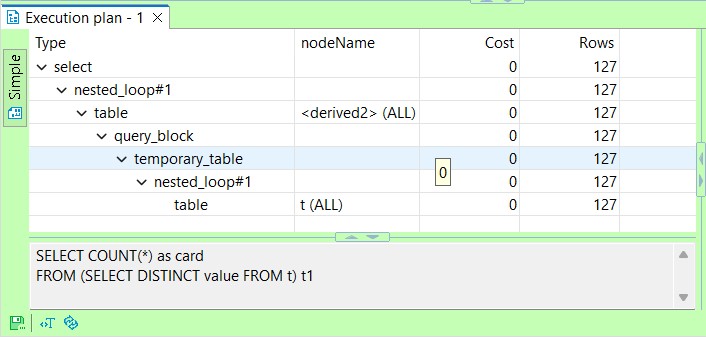 Execution plan - 1
Simple
Type nodeName Cost Rows
select 0 127
nested_loop#1 0 127
table <derived2> (ALL) 0 127
query_block 0 127
temporary_table 0 127
0
nested_loop#1 0 127
table t (ALL) 0 127
SELECT COUNT(*) as card
FROM (SELECT DISTINCT value FROM t) t1